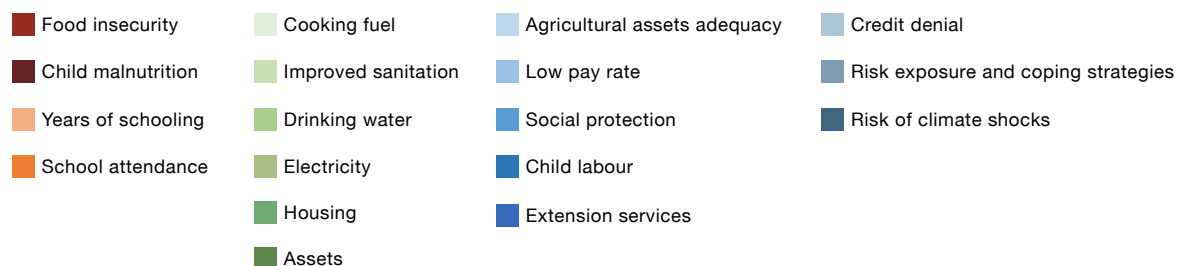 Food insecurity
Child malnutrition
Years of schooling
School attendance
Cooking fuel
Improved sanitation
Drinking water
Electricity
Housing
Assets
Agricultural assets adequacy
Low pay rate
Social protection
Child labour
Extension services
Credit denial
Risk exposure and coping strategies
Risk of climate shocks